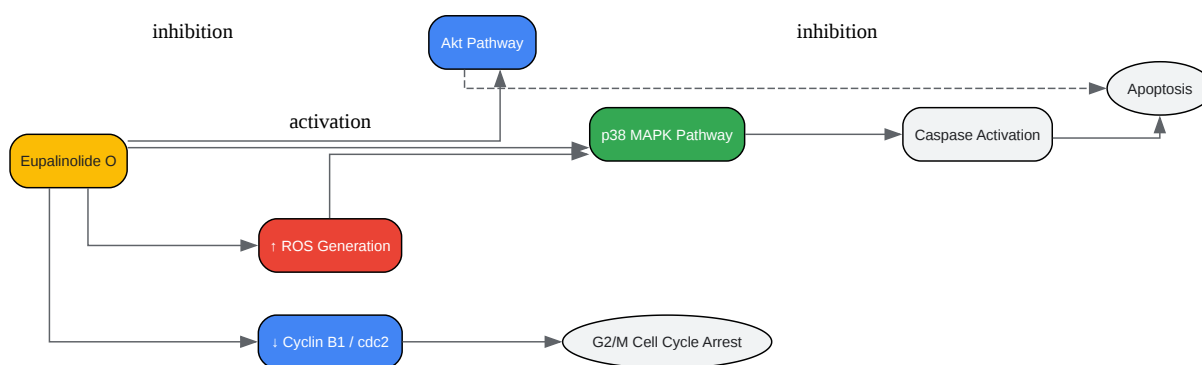 inhibition
inhibition
Akt Pathway
Apoptosis
activation
p38 MAPK Pathway
Caspase Activation
Eupalinolide O
↑ ROS Generation
↓ Cyclin B1 / cdc2
G2/M Cell Cycle Arrest